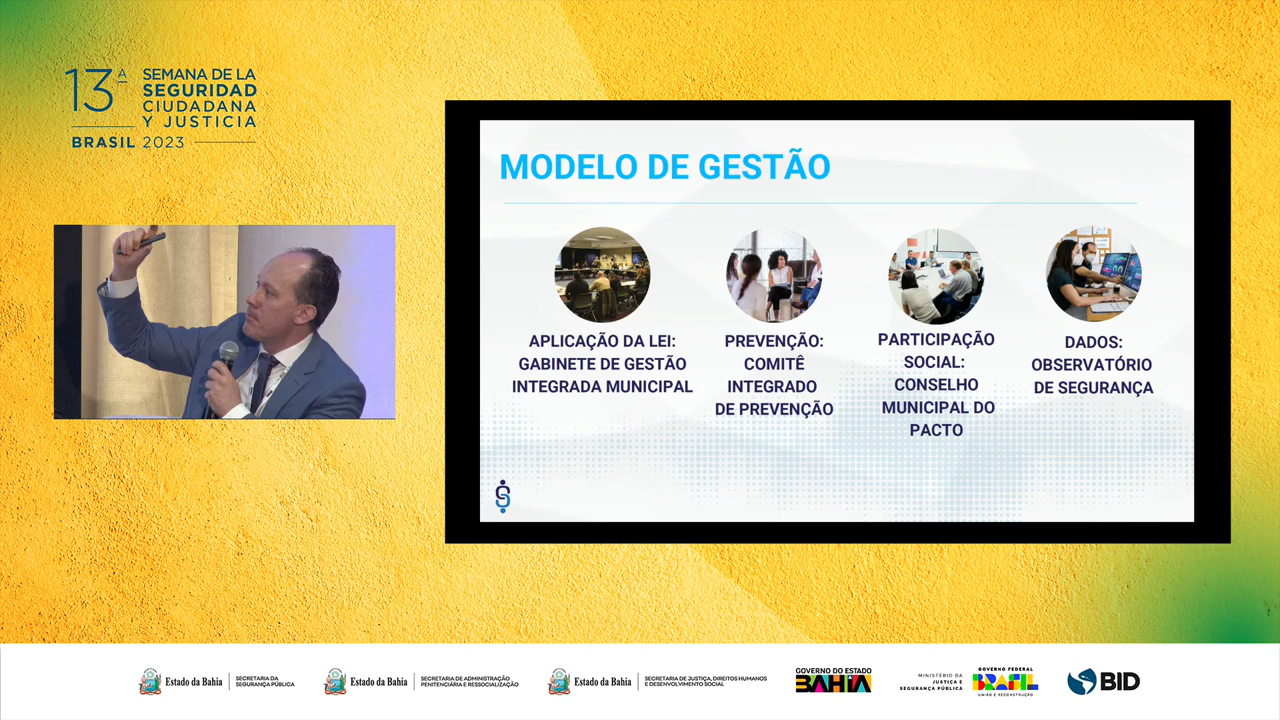 13ª
SEMANA DE LA
SEGURIDAD
CIUDADANA
Y JUSTICIA
BRASIL 2023
MODELO DE GESTÃO
APLICAÇÃO DA LEI:
GABINETE DE GESTÃO
INTEGRADA MUNICIPAL
PREVENÇÃO:
COMITÊ
INTEGRADO
DE PREVENÇÃO
PARTICIPAÇÃO
SOCIAL:
CONSELHO
MUNICIPAL DO
PACTO
DADOS:
OBSERVATÓRIO
DE SEGURANÇA
Estado da Bahia
SECRETARIA DA
SEGURANÇA PÚBLICA
Estado da Bahia
SECRETARIA DE ADMINISTRAÇÃO
PENITENCIÁRIA E RESSOCIALIZAÇÃO
Estado da Bahia
SECRETARIA DE JUSTIÇA, DIREITOS HUMANOS
E DESENVOLVIMENTO SOCIAL
GOVERNO DO ESTADO
BAHIA
MINISTÉRIO DA
JUSTIÇA E
SEGURANÇA PÚBLICA
GOVERNO FEDERAL
BRASIL
UNIÃO E RECONSTRUÇÃO
BID